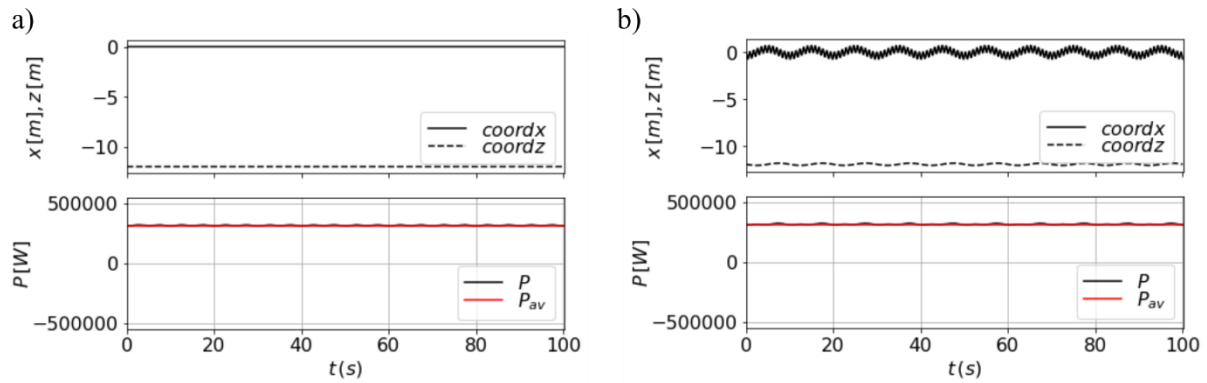 a)
x [m], z [m]
0
−5
−10
coordx
coordz
P [W]
500000
0
−500000
P
P_av
0 20 40 60 80 100
t (s)
b)
x [m], z [m]
0
−5
−10
coordx
coordz
P [W]
500000
0
−500000
P
P_av
0 20 40 60 80 100
t (s)